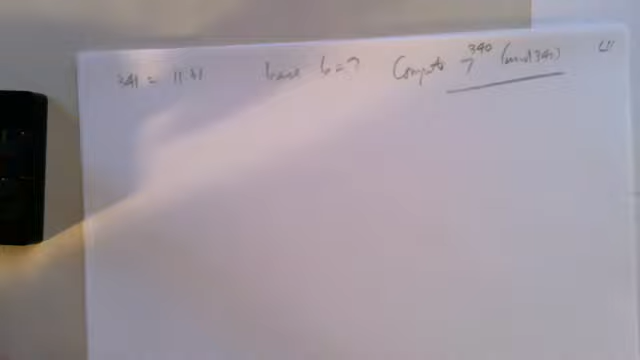 341 = 11·31 base b=7 Compute 7^340 (mod 341)